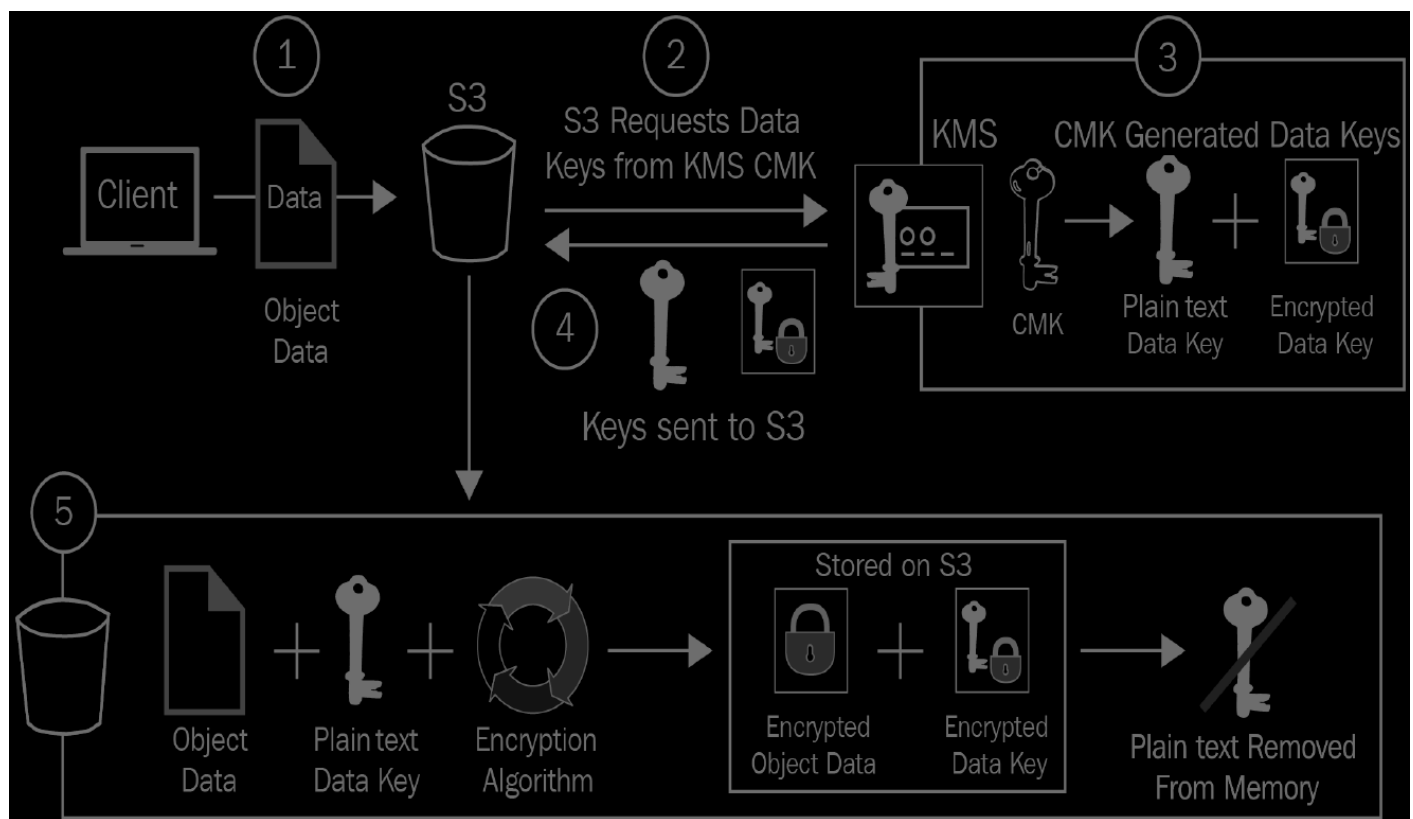 1
2
3
S3
S3 Requests Data
Keys from KMS CMK
KMS
CMK Generated Data Keys
Client
Data
Object
Data
4
Keys sent to S3
CMK
Plain text
Data Key
Encrypted
Data Key
5
Stored on S3
Object
Data
Plain text
Data Key
Encryption
Algorithm
Encrypted
Object Data
Encrypted
Data Key
Plain text Removed
From Memory